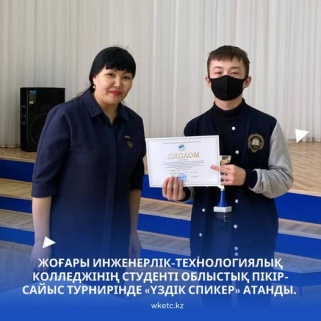 ДИПЛОМ
ЖОҒАРЫ ИНЖЕНЕРЛІК-ТЕХНОЛОГИЯЛЫҚ
КОЛЛЕДЖІНІҢ СТУДЕНТІ ОБЛЫСТЫҚ ПІКІР-
САЙЫС ТУРНИРІНДЕ «ҮЗДІК СПИКЕР» АТАНДЫ.
wketc.kz